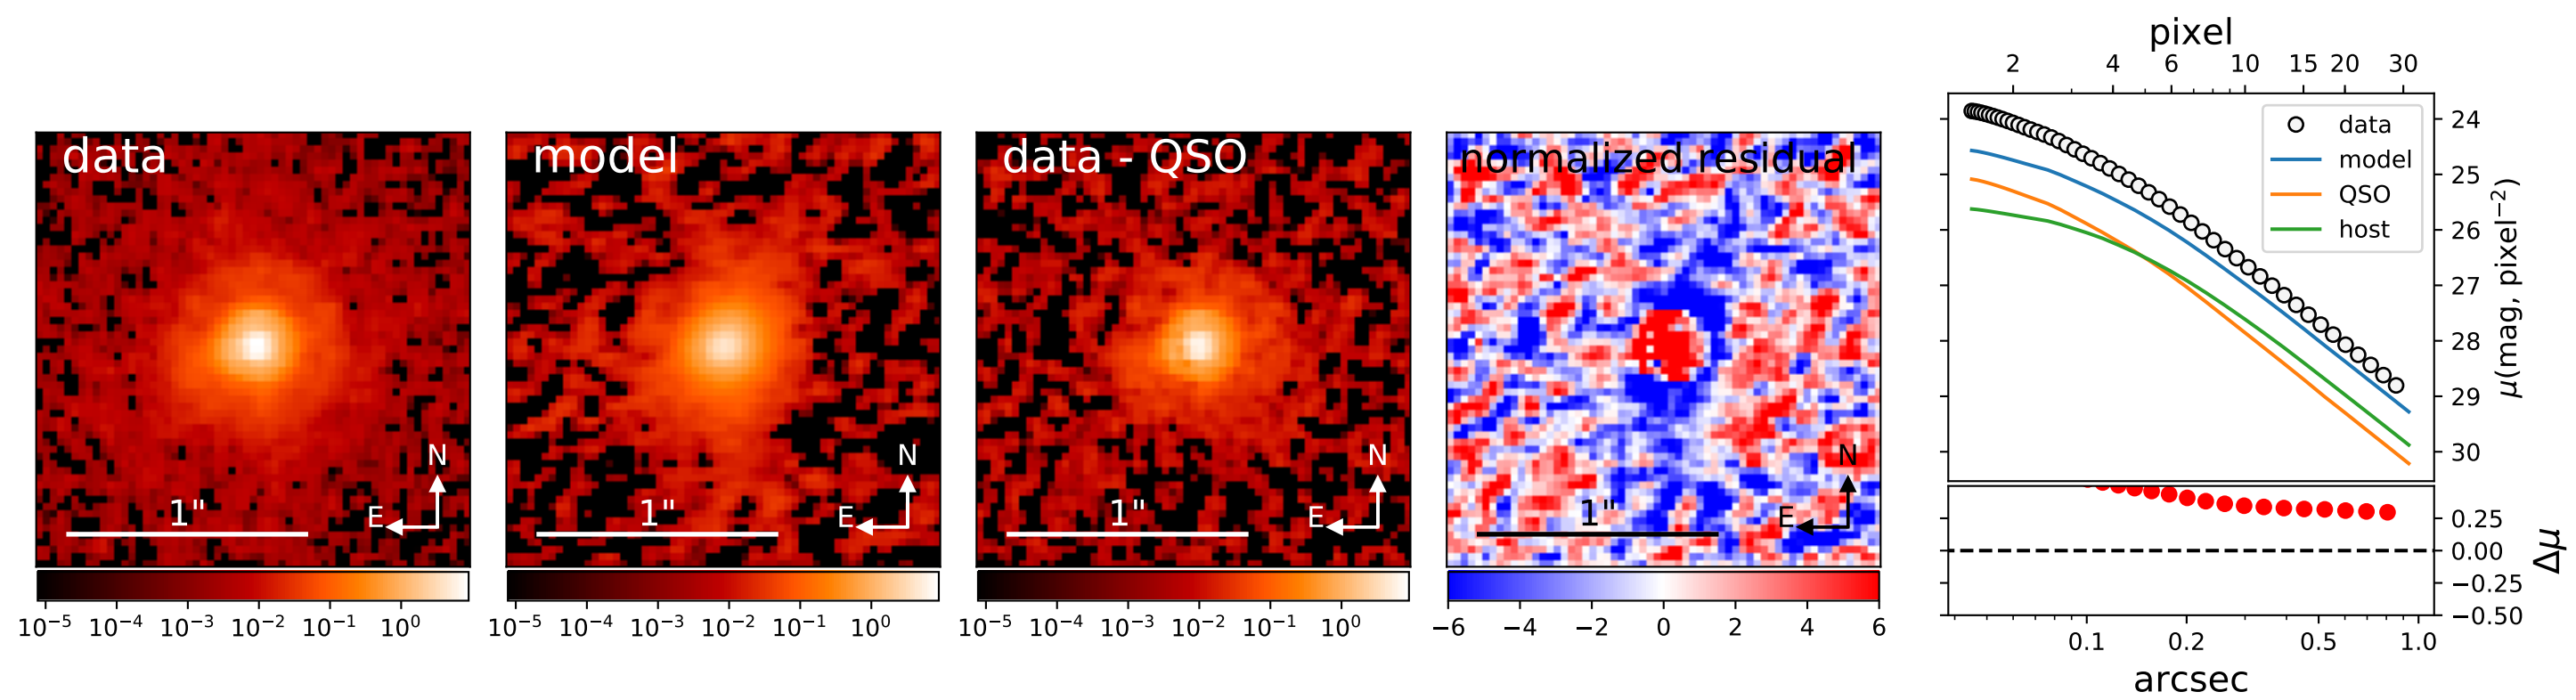 data
N
E
1"
10⁻⁵ 10⁻⁴ 10⁻³ 10⁻² 10⁻¹ 10⁰
model
N
E
1"
10⁻⁵ 10⁻⁴ 10⁻³ 10⁻² 10⁻¹ 10⁰
data - QSO
N
E
1"
10⁻⁵ 10⁻⁴ 10⁻³ 10⁻² 10⁻¹ 10⁰
normalized residual
N
E
1"
−6 −4 −2 0 2 4 6
pixel
2 4 6 10 15 20 30
data
model
QSO
host
24
25
26
27
28
29
30
μ(mag, pixel⁻²)
0.25
0.00
−0.25
−0.50
Δμ
0.1 0.2 0.5 1.0
arcsec